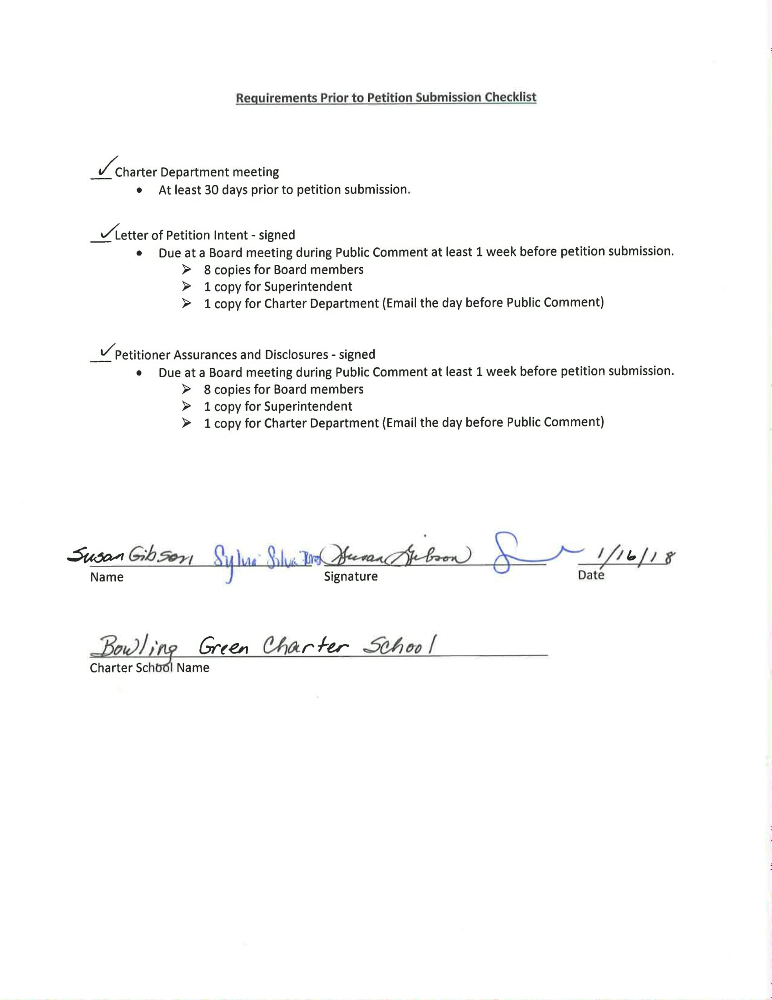 Requirements Prior to Petition Submission Checklist
✓ Charter Department meeting
• At least 30 days prior to petition submission.
✓ Letter of Petition Intent - signed
• Due at a Board meeting during Public Comment at least 1 week before petition submission.
➢ 8 copies for Board members
➢ 1 copy for Superintendent
➢ 1 copy for Charter Department (Email the day before Public Comment)
✓ Petitioner Assurances and Disclosures - signed
• Due at a Board meeting during Public Comment at least 1 week before petition submission.
➢ 8 copies for Board members
➢ 1 copy for Superintendent
➢ 1 copy for Charter Department (Email the day before Public Comment)
Susan Gibson Sylvia Silva Susan Gibson 1/16/18
Name Signature Date
Bowling Green Charter School
Charter School Name